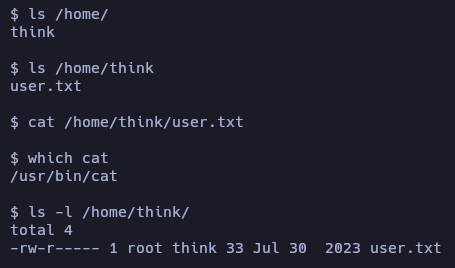 $ ls /home/
think
$ ls /home/think
user.txt
$ cat /home/think/user.txt
$ which cat
/usr/bin/cat
$ ls -l /home/think/
total 4
-rw-r----- 1 root think 33 Jul 30  2023 user.txt